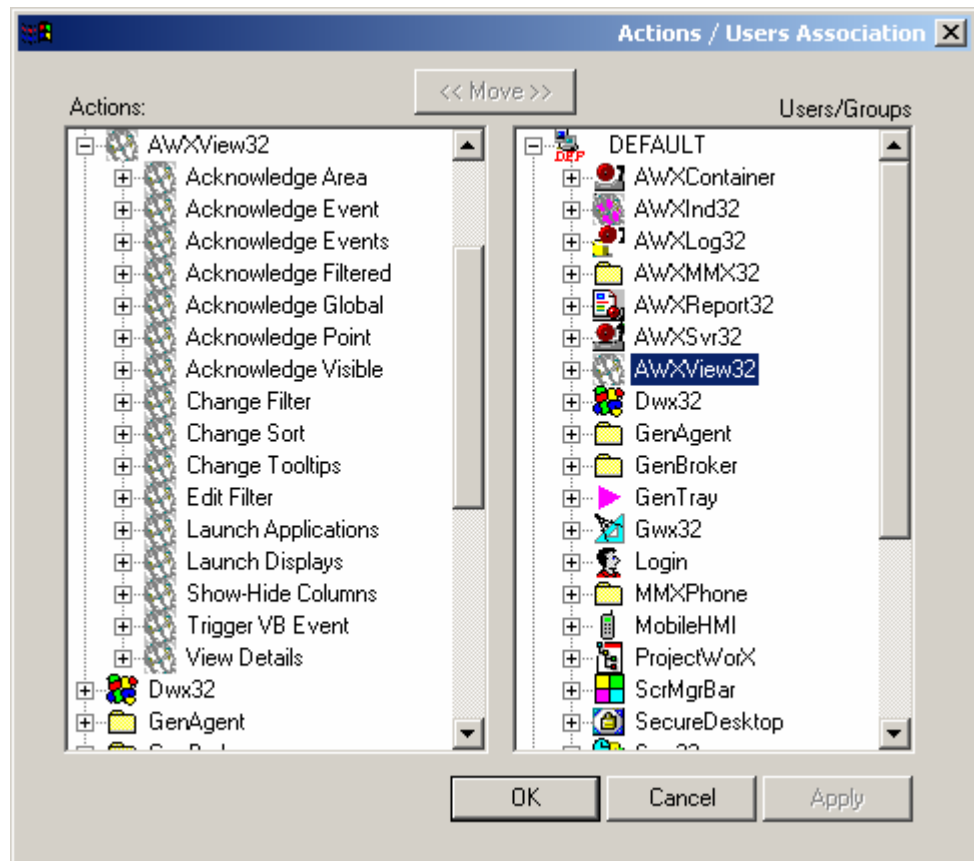 Actions / Users Association
<< Move >>
Actions:
Users/Groups
AWXView32
Acknowledge Area
Acknowledge Event
Acknowledge Events
Acknowledge Filtered
Acknowledge Global
Acknowledge Point
Acknowledge Visible
Change Filter
Change Sort
Change Tooltips
Edit Filter
Launch Applications
Launch Displays
Show-Hide Columns
Trigger VB Event
View Details
Dwx32
GenAgent
DEF
DEFAULT
AWXContainer
AWXInd32
AWXLog32
AWXMMX32
AWXReport32
AWXSvr32
AWXView32
Dwx32
GenAgent
GenBroker
GenTray
Gwx32
Login
MMXPhone
MobileHMI
ProjectWorX
ScrMgrBar
SecureDesktop
OK
Cancel
Apply